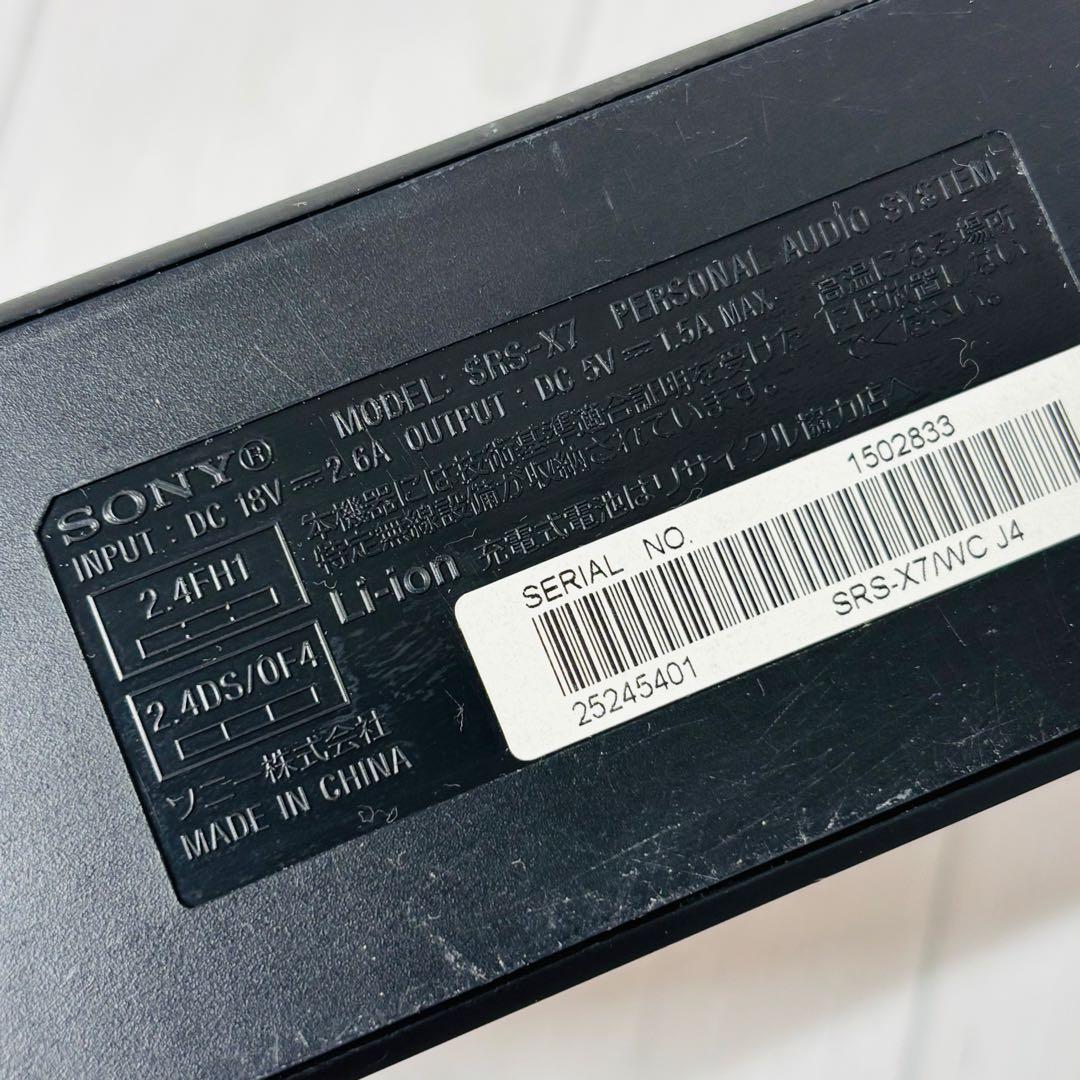 SONY® MODEL: SRS-X7 PERSONAL AUDIO SYSTEM
INPUT : DC 18V ⎓ 2.6A OUTPUT : DC 5V ⎓ 1.5A MAX
2.4FH1
2.4DS/OF4
本機器には技術基準適合証明を受けた
特定無線設備が収納されています。
高温になる場所
には放置しない
でください。
Li-ion 充電式電池はリサイクル協力店へ
ソニー株式会社
MADE IN CHINA
SERIAL NO. 1502833
25245401 SRS-X7/WC J4